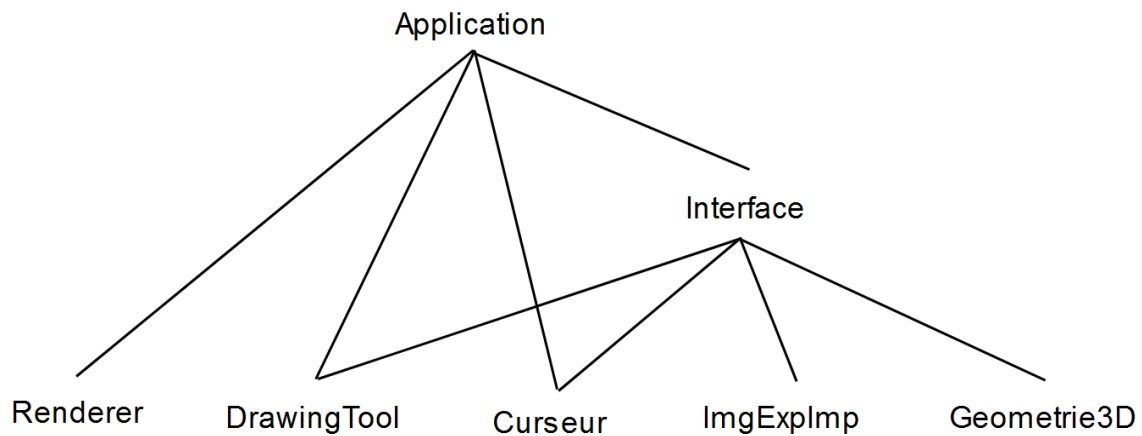 Application
Interface
Renderer
DrawingTool
Curseur
ImgExpImp
Geometrie3D